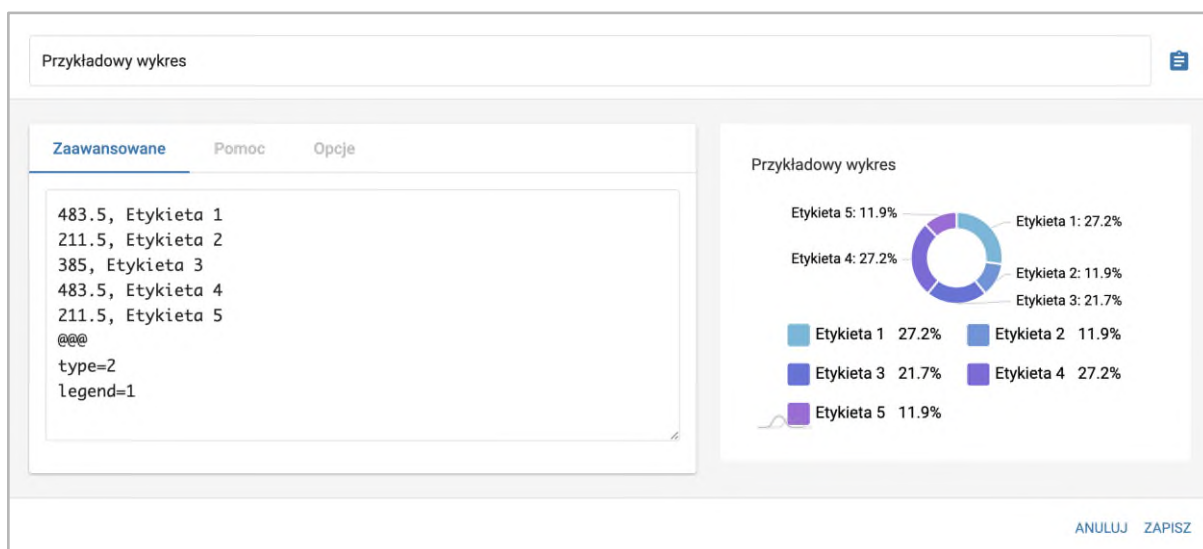 Przykładowy wykres
Zaawansowane Pomoc Opcje
483.5, Etykieta 1
211.5, Etykieta 2
385, Etykieta 3
483.5, Etykieta 4
211.5, Etykieta 5
@@@
type=2
legend=1
Przykładowy wykres
Etykieta 5: 11.9%
Etykieta 1: 27.2%
Etykieta 4: 27.2%
Etykieta 2: 11.9%
Etykieta 3: 21.7%
Etykieta 1 27.2% Etykieta 2 11.9%
Etykieta 3 21.7% Etykieta 4 27.2%
Etykieta 5 11.9%
ANULUJ ZAPISZ